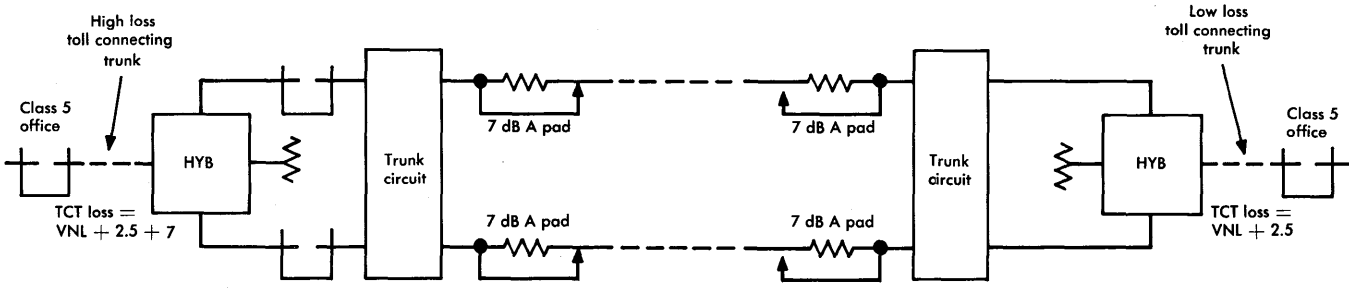 High loss
toll connecting
trunk
Class 5
office
HYB
TCT loss =
VNL + 2.5 + 7
Trunk
circuit
7 dB A pad
7 dB A pad
7 dB A pad
7 dB A pad
Trunk
circuit
Low loss
toll connecting
trunk
HYB
Class 5
office
TCT loss =
VNL + 2.5